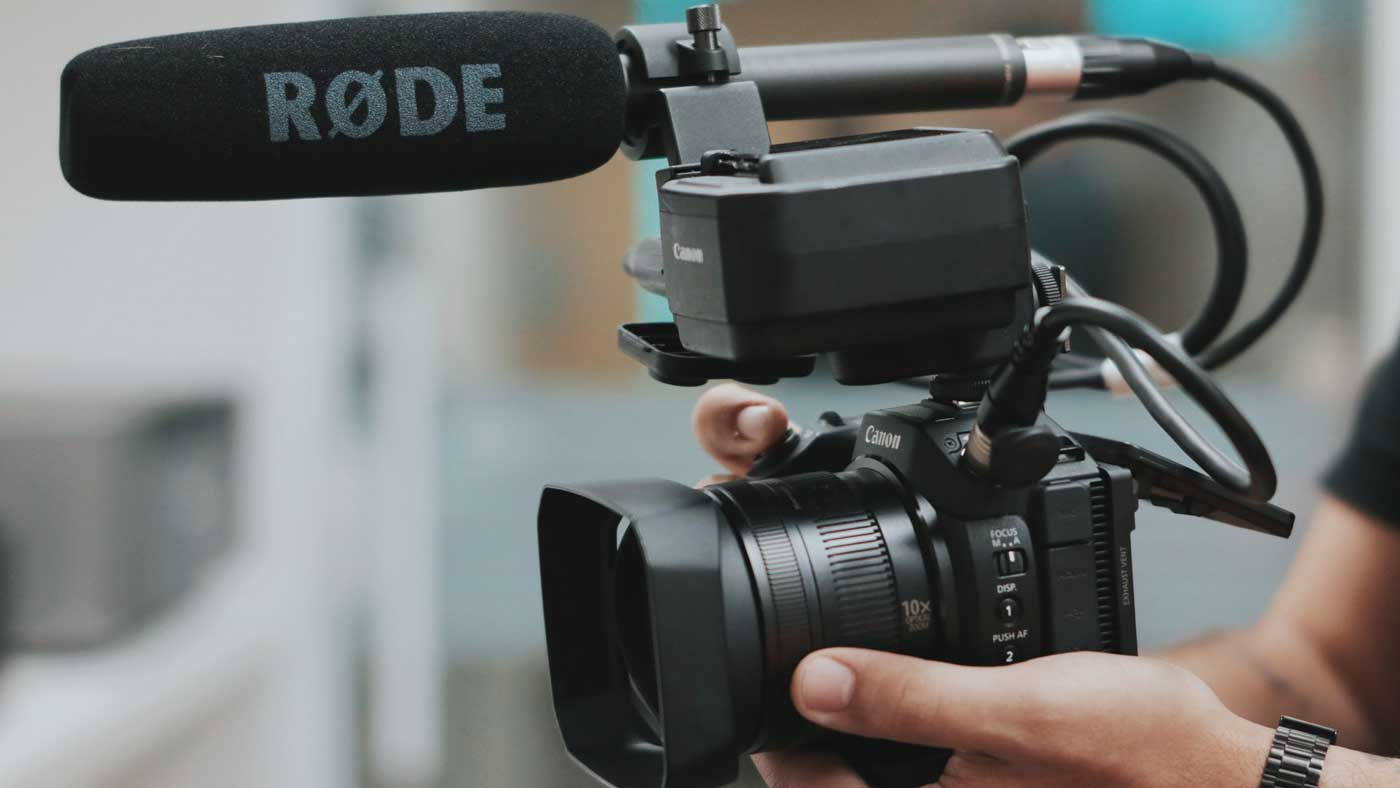 RØDE
Canon
Canon
FOCUS
M A
DISP.
1
10x
OPTICAL
ZOOM
PUSH AF
2
EXHAUST VENT